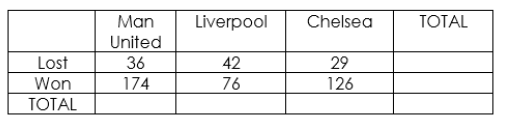 Man United Liverpool Chelsea TOTAL
Lost 36 42 29
Won 174 76 126
TOTAL